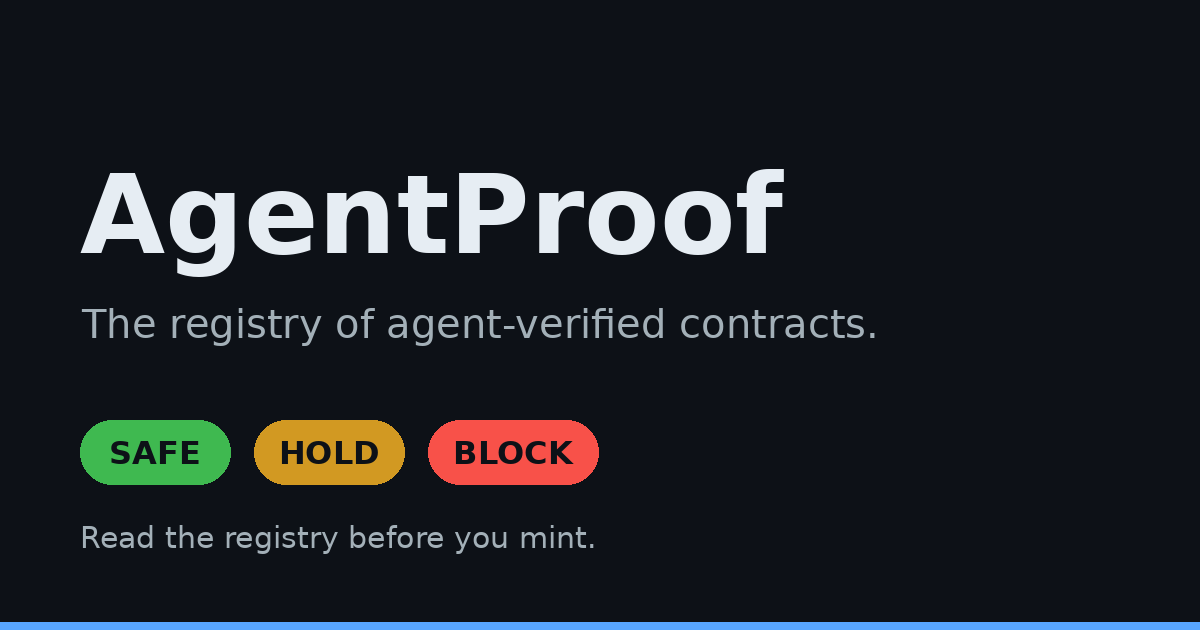 AgentProof
The registry of agent-verified contracts.
SAFE HOLD BLOCK
Read the registry before you mint.